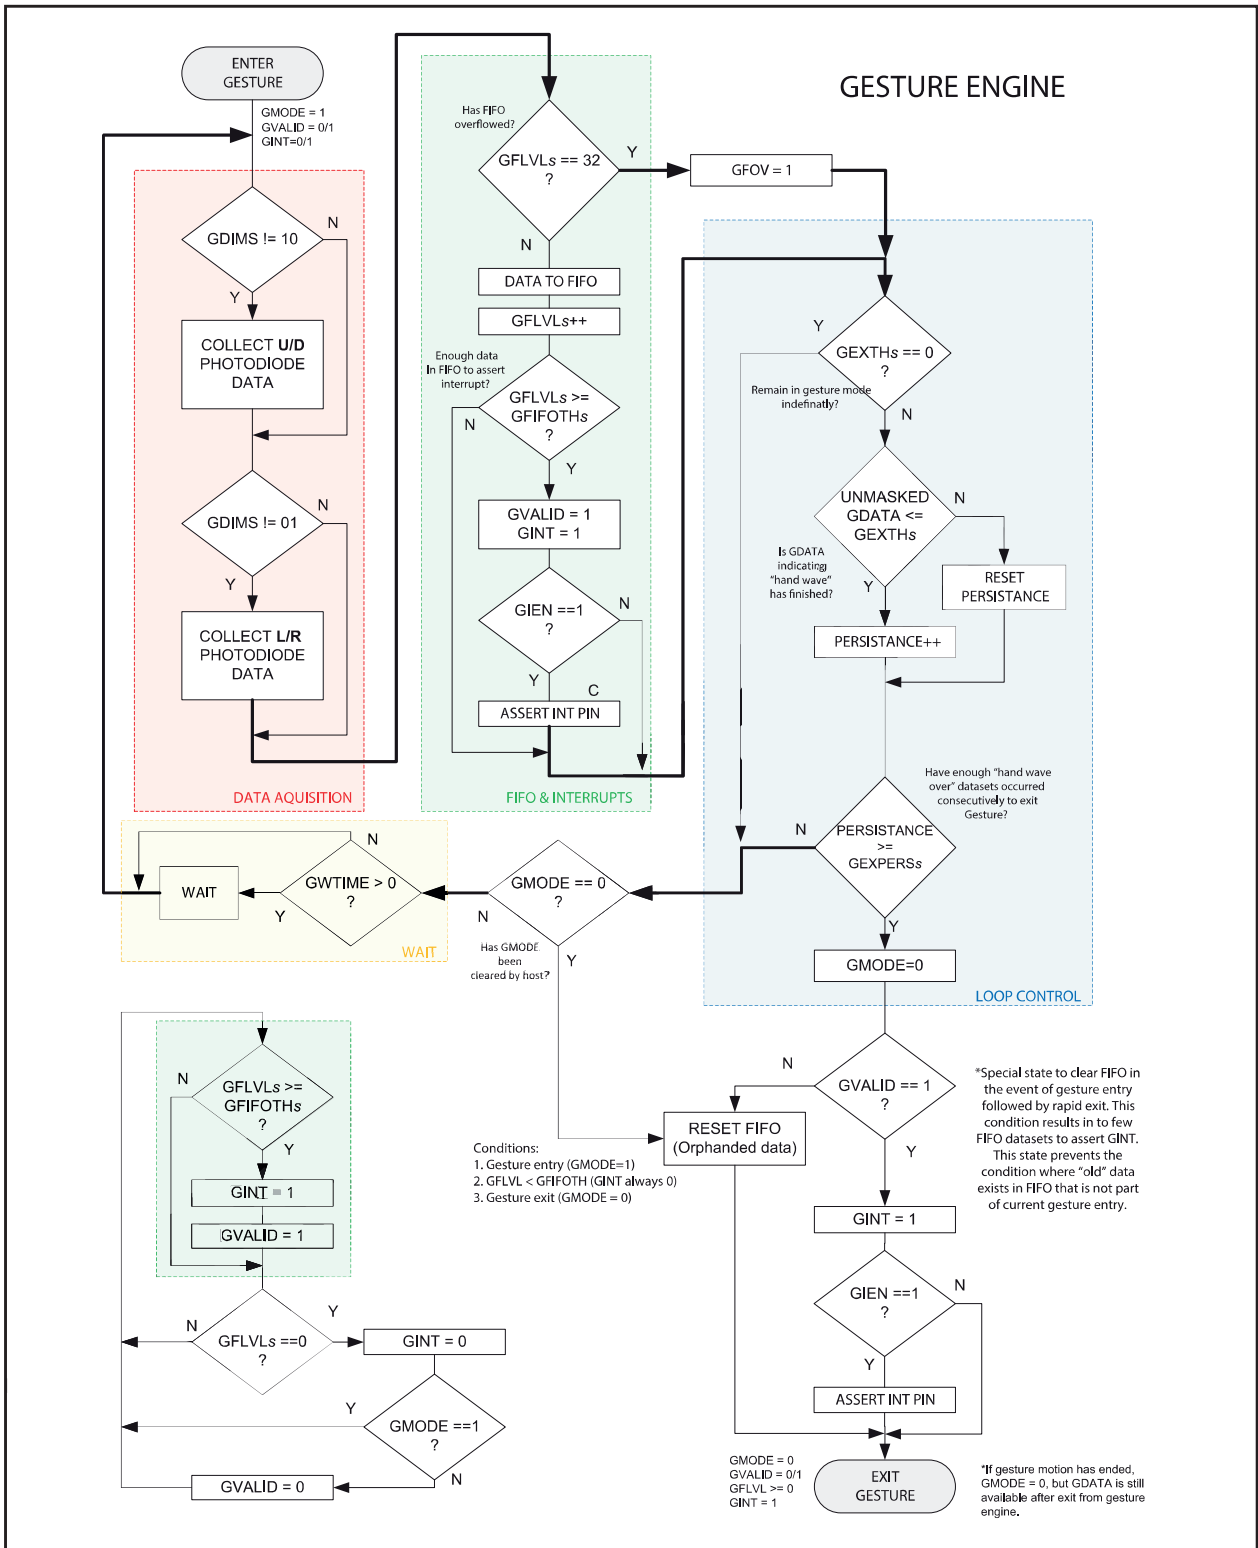 GESTURE ENGINE
ENTER
GESTURE
GMODE = 1
GVALID = 0/1
GINT=0/1
GDIMS != 10
N
Y
COLLECT U/D
PHOTODIODE
DATA
GDIMS != 01
N
Y
COLLECT L/R
PHOTODIODE
DATA
DATA AQUISITION
Has FIFO
overflowed?
GFLVLs == 32
?
Y
N
GFOV = 1
DATA TO FIFO
GFLVLs++
Enough data
In FIFO to assert
interrupt?
GFLVLs >=
GFIFOTHs
?
N
Y
GVALID = 1
GINT = 1
GIEN ==1
?
N
Y
C
ASSERT INT PIN
FIFO & INTERRUPTS
Y
GEXTHs == 0
?
Remain in gesture mode
indefinatly?
N
UNMASKED
GDATA <=
GEXTHs
N
Is GDATA
indicating
"hand wave"
has finished?
Y
RESET
PERSISTANCE
PERSISTANCE++
Have enough "hand wave
over" datasets occurred
consecutively to exit
Gesture?
N
PERSISTANCE
>=
GEXPERSs
Y
GMODE=0
LOOP CONTROL
N
WAIT
GWTIME > 0
?
Y
WAIT
GMODE == 0
?
N
Has GMODE
been
cleared by host?
Y
N
GFLVLs >=
GFIFOTHs
?
Y
GINT = 1
GVALID = 1
N
Y
GFLVLs ==0
?
GINT = 0
Y
GMODE ==1
?
N
GVALID = 0
N
GVALID == 1
?
Y
RESET FIFO
(Orphanded data)
Conditions:
1. Gesture entry (GMODE=1)
2. GFLVL < GFIFOTH (GINT always 0)
3. Gesture exit (GMODE = 0)
*Special state to clear FIFO in
the event of gesture entry
followed by rapid exit. This
condition results in to few
FIFO datasets to assert GINT.
This state prevents the
condition where "old" data
exists in FIFO that is not part
of current gesture entry.
GINT = 1
GIEN ==1
?
N
Y
ASSERT INT PIN
GMODE = 0
GVALID = 0/1
GFLVL >= 0
GINT = 1
EXIT
GESTURE
*If gesture motion has ended,
GMODE = 0, but GDATA is still
available after exit from gesture
engine.